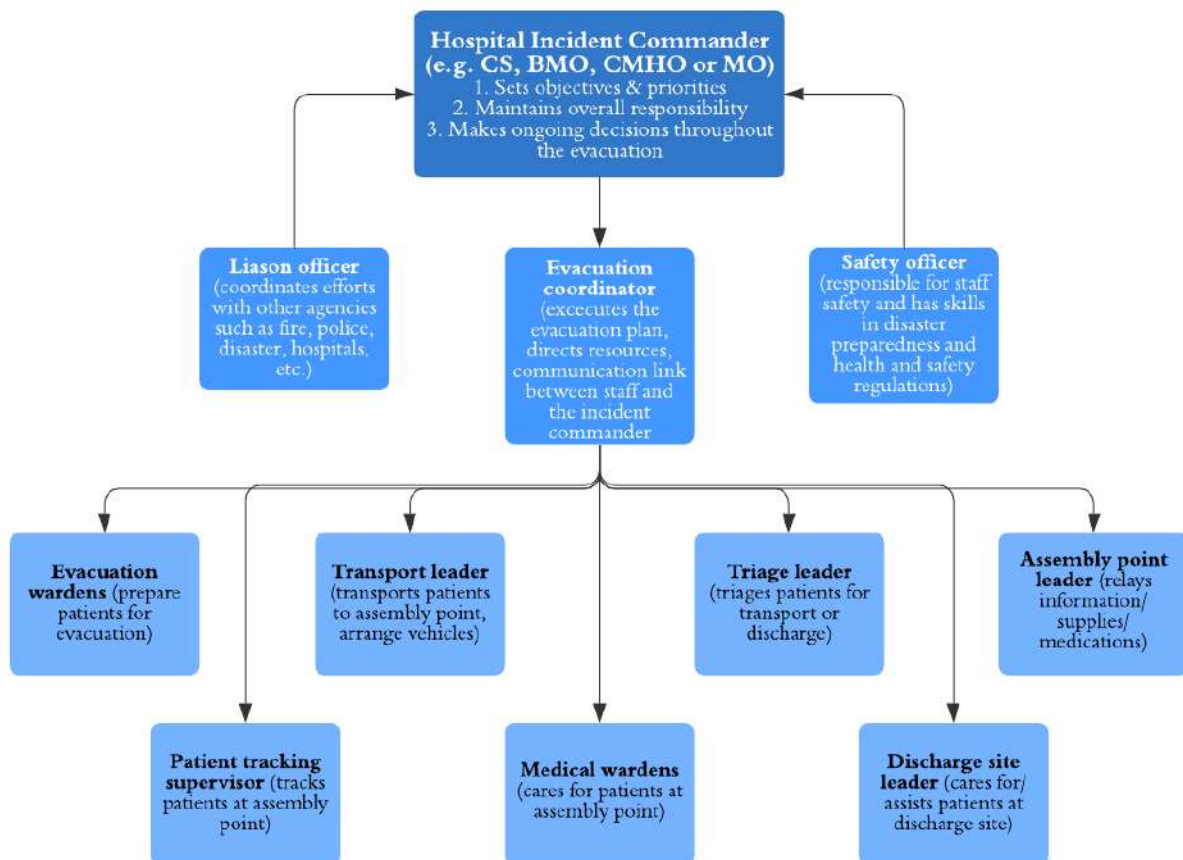 Hospital Incident Commander
(e.g. CS, BMO, CMHO or MO)
1. Sets objectives & priorities
2. Maintains overall responsibility
3. Makes ongoing decisions throughout
the evacuation
Liason officer
(coordinates efforts
with other agencies
such as fire, police,
disaster, hospitals,
etc.)
Evacuation
coordinator
(excecutes the
evacuation plan,
directs resources,
communication link
between staff and
the incident
commander
Safety officer
(responsible for staff
safety and has skills
in disaster
preparedness and
health and safety
regulations)
Evacuation
wardens (prepare
patients for
evacuation)
Transport leader
(transports patients
to assembly point,
arrange vehicles)
Triage leader
(triages patients for
transport or
discharge)
Assembly point
leader (relays
information/
supplies/
medications)
Patient tracking
supervisor (tracks
patients at assembly
point)
Medical wardens
(cares for patients at
assembly point)
Discharge site
leader (cares for/
assists patients at
discharge site)